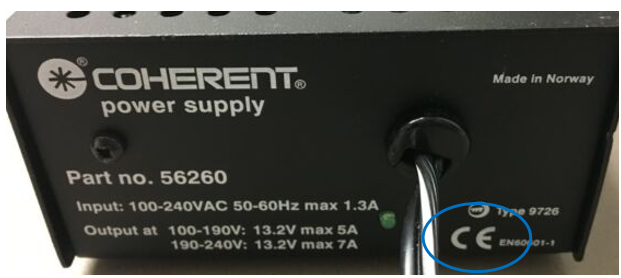 COHERENT®
power supply
Made in Norway
Part no. 56260
Input: 100-240VAC 50-60Hz max 1.3A
Output at 100-190V: 13.2V max 5A
190-240V: 13.2V max 7A
Type 9726
CE EN60601-1